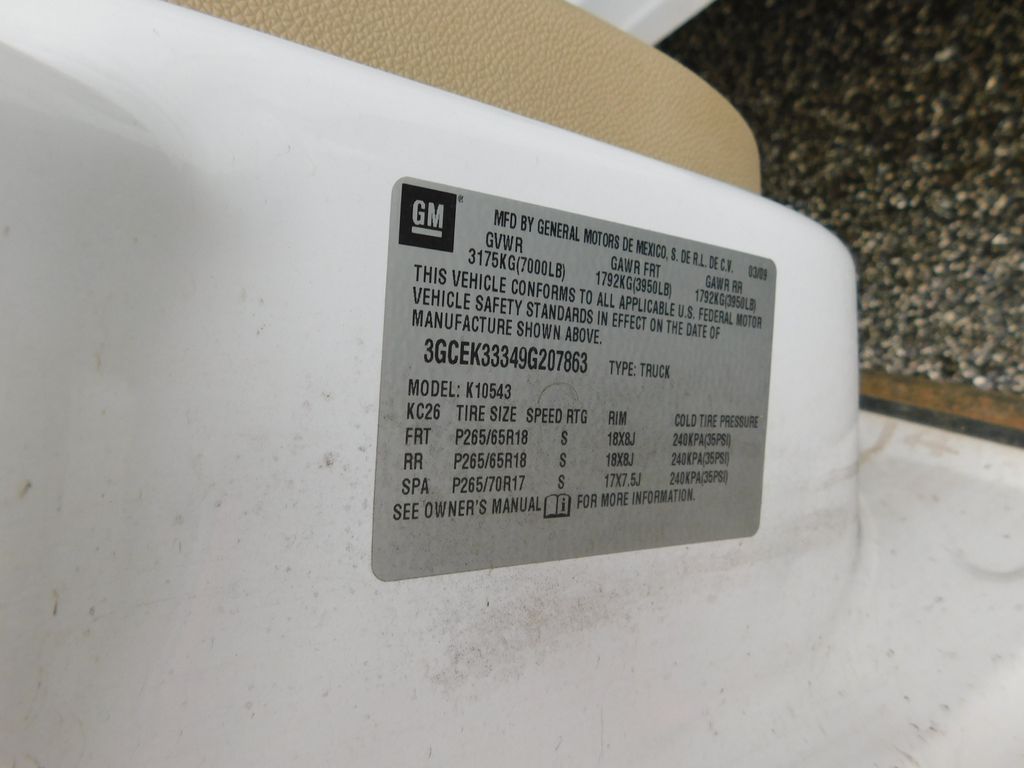 GM®
MFD BY GENERAL MOTORS DE MEXICO, S. DE R.L. DE C.V. 03/09
GVWR GAWR FRT GAWR RR
3175KG(7000LB) 1792KG(3950LB) 1792KG(3950LB)
THIS VEHICLE CONFORMS TO ALL APPLICABLE U.S. FEDERAL MOTOR
VEHICLE SAFETY STANDARDS IN EFFECT ON THE DATE OF
MANUFACTURE SHOWN ABOVE.
3GCEK33349G207863 TYPE: TRUCK
MODEL: K10543
KC26 TIRE SIZE SPEED RTG RIM COLD TIRE PRESSURE
FRT P265/65R18 S 18X8J 240KPA(35PSI)
RR P265/65R18 S 18X8J 240KPA(35PSI)
SPA P265/70R17 S 17X7.5J 240KPA(35PSI)
SEE OWNER'S MANUAL i FOR MORE INFORMATION.